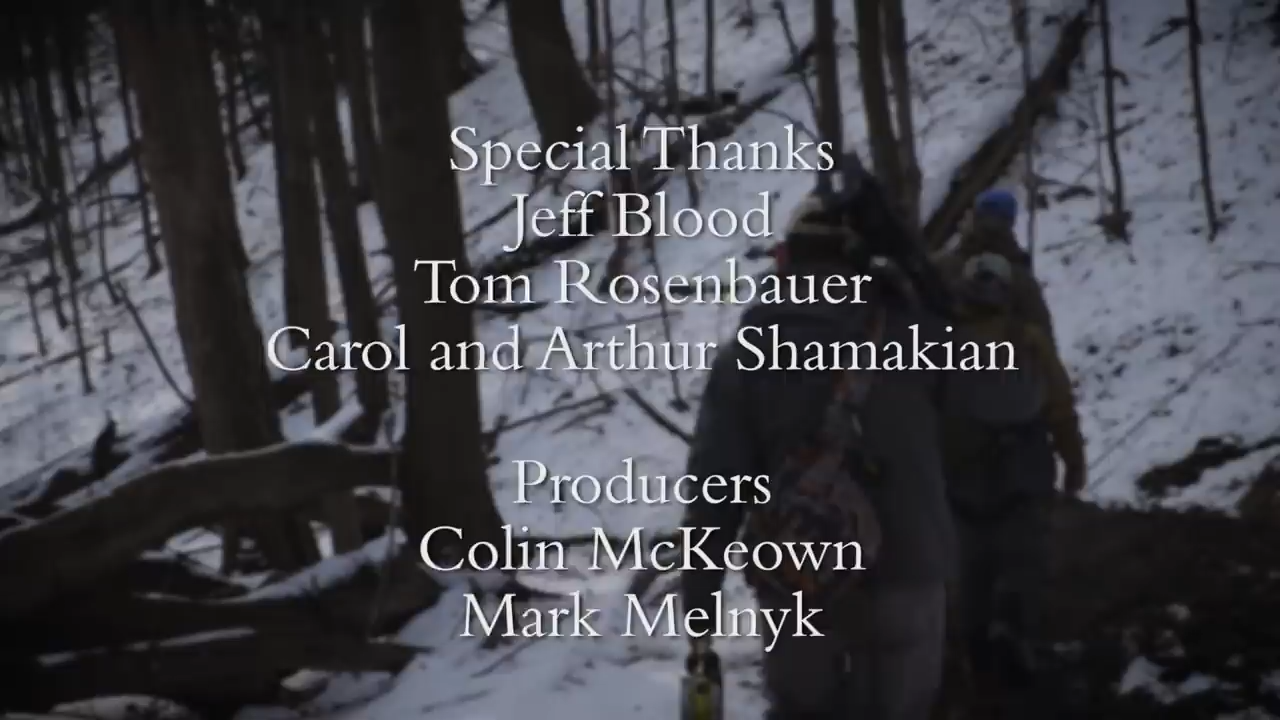 Special Thanks
Jeff Blood
Tom Rosenbauer
Carol and Arthur Shamakian
Producers
Colin McKeown
Mark Melnyk